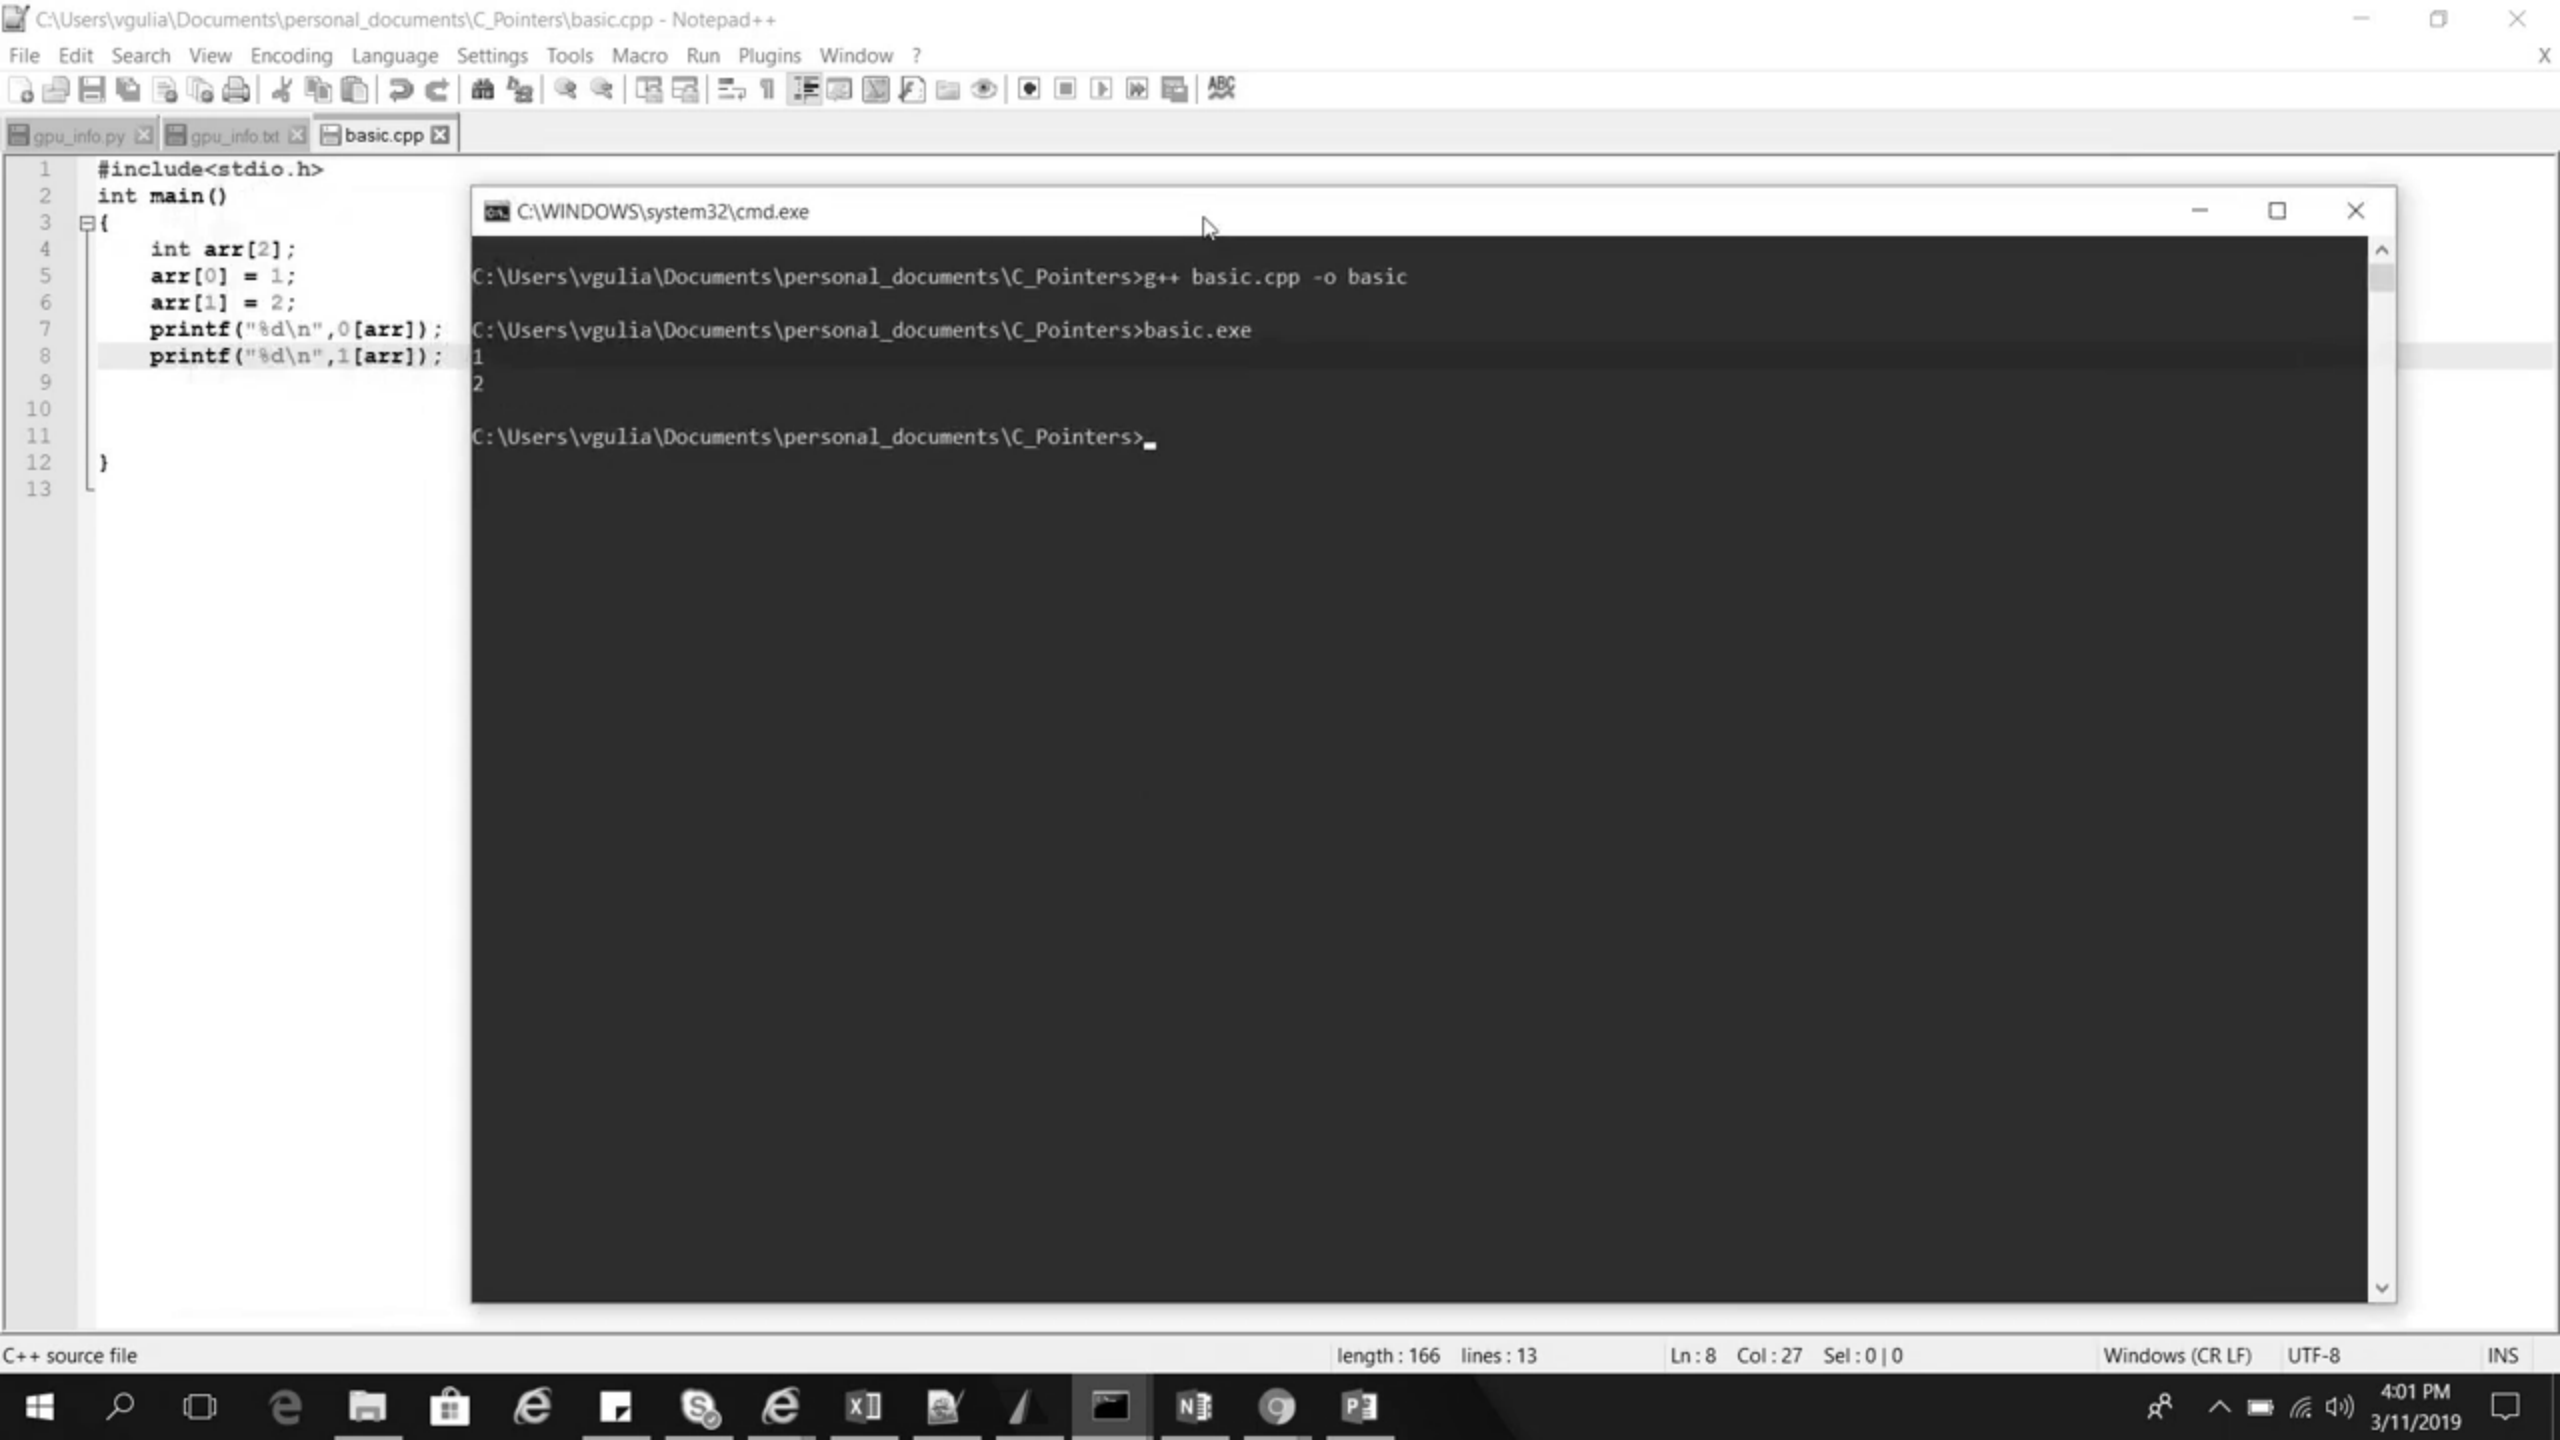 C:\Users\vgulia\Documents\personal_documents\C_Pointers\basic.cpp - Notepad++
File Edit Search View Encoding Language Settings Tools Macro Run Plugins Window ? X
ABC
gpu_info.py gpu_info.txt basic.cpp
1 #include<stdio.h>
2 int main()
3 {
4 int arr[2];
5 arr[0] = 1;
6 arr[1] = 2;
7 printf("%d\n",0[arr]);
8 printf("%d\n",1[arr]);
9
10
11
12 }
13
C:\WINDOWS\system32\cmd.exe
C:\Users\vgulia\Documents\personal_documents\C_Pointers>g++ basic.cpp -o basic
C:\Users\vgulia\Documents\personal_documents\C_Pointers>basic.exe
1
2
C:\Users\vgulia\Documents\personal_documents\C_Pointers>_
C++ source file length : 166 lines : 13 Ln : 8 Col : 27 Sel : 0 | 0 Windows (CR LF) UTF-8 INS
4:01 PM
3/11/2019